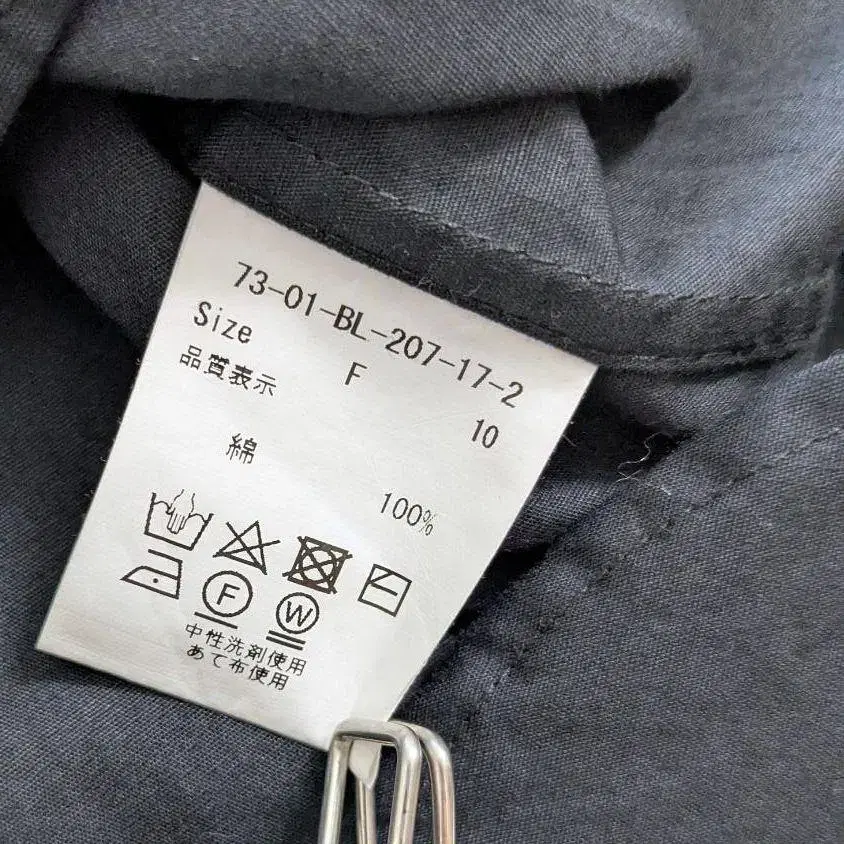 73-01-BL-207-17-2
Size F 10
品質表示
綿 100%
F W
中性洗剤使用
あて布使用